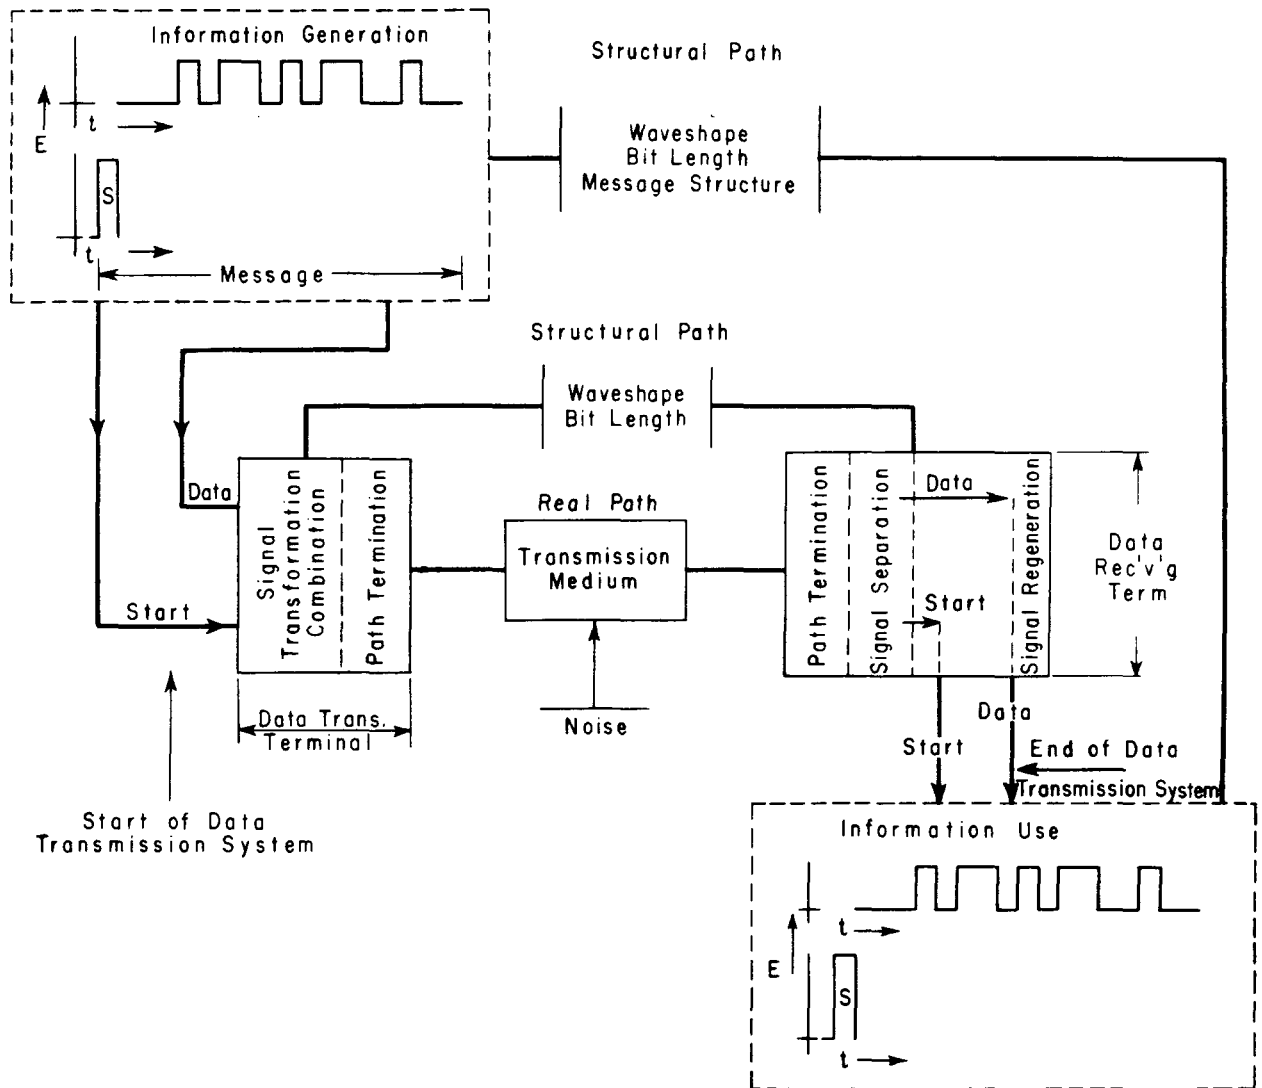 Information Generation
E
t
S
t
Message
Structural Path
Waveshape
Bit Length
Message Structure
Structural Path
Waveshape
Bit Length
Data
Start
Signal
Transformation
Combination
Path Termination
Data Trans.
Terminal
Start of Data
Transmission System
Real Path
Transmission
Medium
Noise
Path Termination
Signal Separation
Data
Start
Signal Regeneration
Data
Rec'v'g
Term
Start
Data
End of Data
Transmission System
Information Use
E
t
S
t